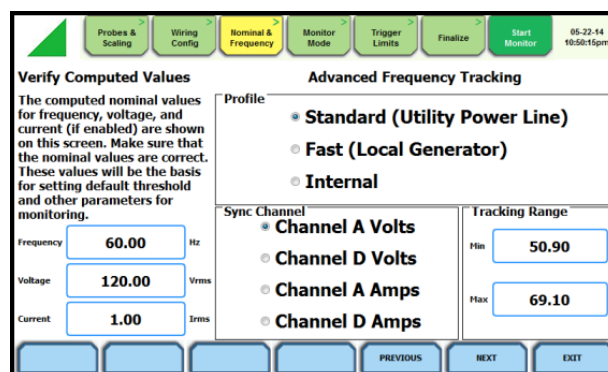 Probes & Scaling
Wiring Config
Nominal & Frequency
Monitor Mode
Trigger Limits
Finalize
Start Monitor
05-22-14
10:50:15pm
Verify Computed Values
The computed nominal values
for frequency, voltage, and
current (if enabled) are shown
on this screen. Make sure that
the nominal values are correct.
These values will be the basis
for setting default threshold
and other parameters for
monitoring.
Frequency 60.00 Hz
Voltage 120.00 Vrms
Current 1.00 Irms
Advanced Frequency Tracking
Profile
Standard (Utility Power Line)
Fast (Local Generator)
Internal
Sync Channel
Channel A Volts
Channel D Volts
Channel A Amps
Channel D Amps
Tracking Range
Min 50.90
Max 69.10
PREVIOUS
NEXT
EXIT